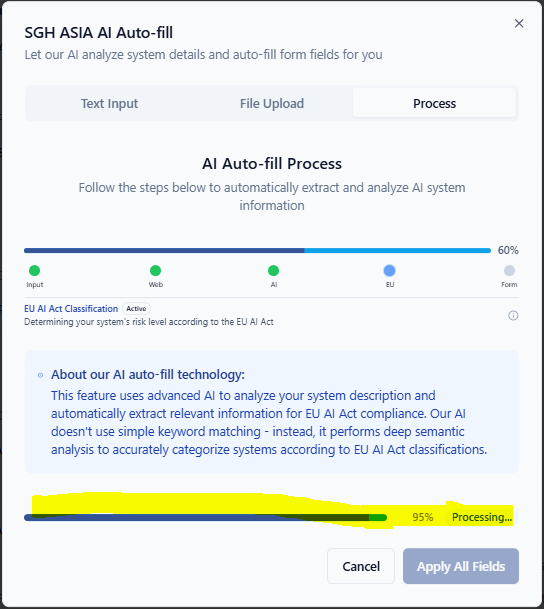 SGH ASIA AI Auto-fill
Let our AI analyze system details and auto-fill form fields for you
Text Input File Upload Process
AI Auto-fill Process
Follow the steps below to automatically extract and analyze AI system
information
60%
Input Web AI EU Form
EU AI Act Classification Active
Determining your system's risk level according to the EU AI Act
About our AI auto-fill technology:
This feature uses advanced AI to analyze your system description and
automatically extract relevant information for EU AI Act compliance. Our AI
doesn't use simple keyword matching - instead, it performs deep semantic
analysis to accurately categorize systems according to EU AI Act classifications.
95% Processing...
Cancel Apply All Fields